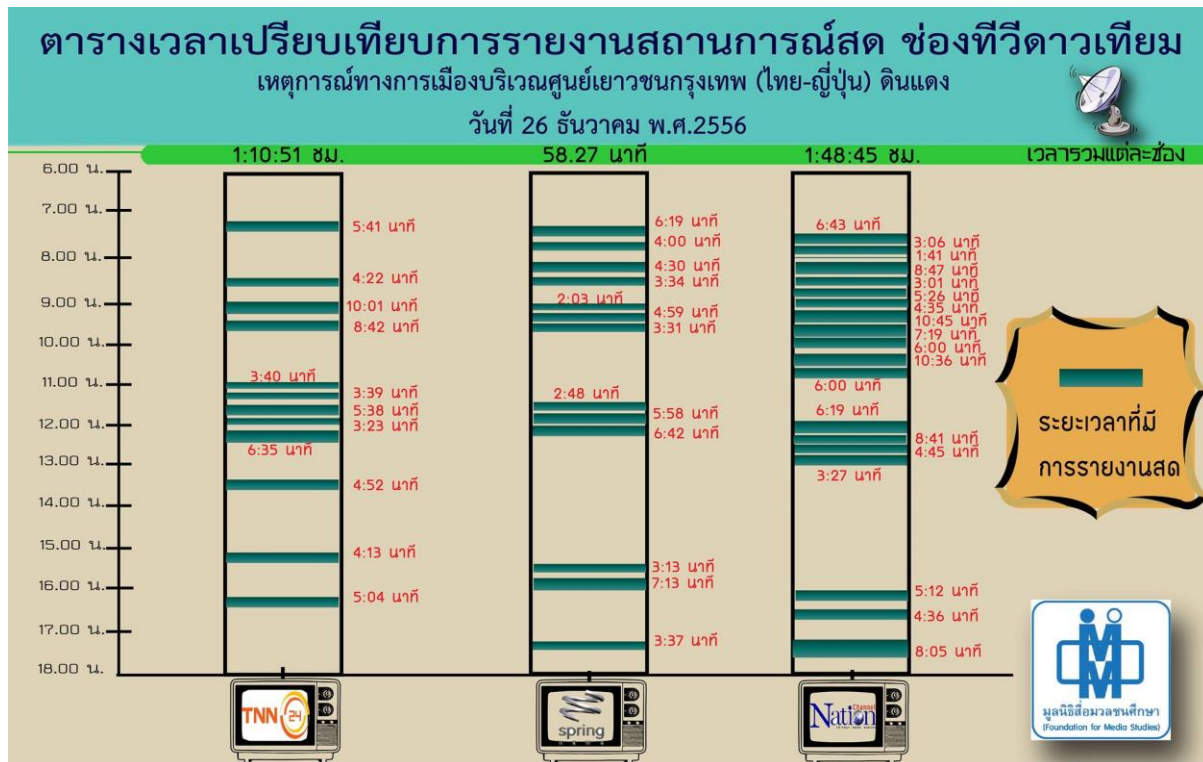 ตารางเวลาเปรียบเทียบการรายงานสถานการณ์สด ช่องทีวีดาวเทียม
เหตุการณ์ทางการเมืองบริเวณศูนย์เยาวชนกรุงเทพ (ไทย-ญี่ปุ่น) ดินแดง
วันที่ 26 ธันวาคม พ.ศ.2556
1:10:51 ชม.
58.27 นาที
1:48:45 ชม.
เวลารวมแต่ละช่อง
6.00 น.
7.00 น.
8.00 น.
9.00 น.
10.00 น.
11.00 น.
12.00 น.
13.00 น.
14.00 น.
15.00 น.
16.00 น.
17.00 น.
18.00 น.
5:41 นาที
4:22 นาที
10:01 นาที
8:42 นาที
3:40 นาที
3:39 นาที
5:38 นาที
3:23 นาที
6:35 นาที
4:52 นาที
4:13 นาที
5:04 นาที
6:19 นาที
4:00 นาที
4:30 นาที
3:34 นาที
2:03 นาที
4:59 นาที
3:31 นาที
2:48 นาที
5:58 นาที
6:42 นาที
3:13 นาที
7:13 นาที
3:37 นาที
6:43 นาที
3:06 นาที
1:41 นาที
8:47 นาที
3:01 นาที
5:26 นาที
4:35 นาที
10:45 นาที
7:19 นาที
6:00 นาที
10:36 นาที
6:00 นาที
6:19 นาที
8:41 นาที
4:45 นาที
3:27 นาที
5:12 นาที
4:36 นาที
8:05 นาที
ระยะเวลาที่มี
การรายงานสด
TNN 24
spring
Nation
Channel
มูลนิธิสื่อมวลชนศึกษา
(Foundation for Media Studies)